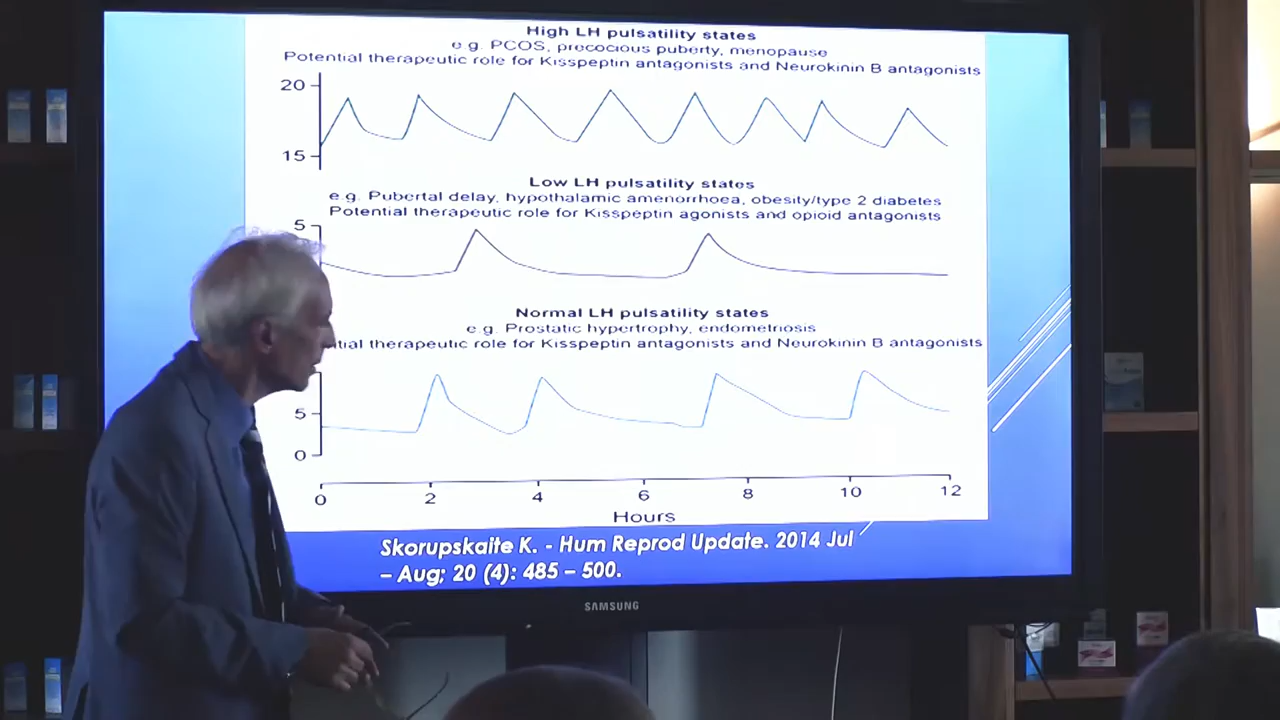 High LH pulsatility states
e.g. PCOS, precocious puberty, menopause
Potential therapeutic role for Kisspeptin antagonists and Neurokinin B antagonists
20
15
Low LH pulsatility states
e.g. Pubertal delay, hypothalamic amenorrhoea, obesity/type 2 diabetes
Potential therapeutic role for Kisspeptin agonists and opioid antagonists
5
Normal LH pulsatility states
e.g. Prostatic hypertrophy, endometriosis
tial therapeutic role for Kisspeptin antagonists and Neurokinin B antagonists
5
0
0 2 4 6 8 10 12
Hours
Skorupskaite K. - Hum Reprod Update. 2014 Jul
– Aug; 20 (4): 485 – 500.
SAMSUNG